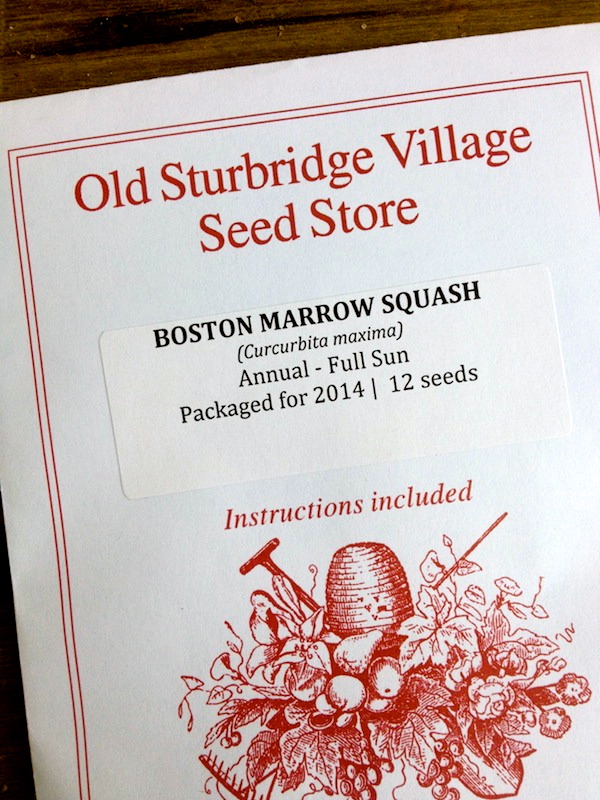 Old Sturbridge Village
Seed Store
BOSTON MARROW SQUASH
(Curcurbita maxima)
Annual - Full Sun
Packaged for 2014 | 12 seeds
Instructions included